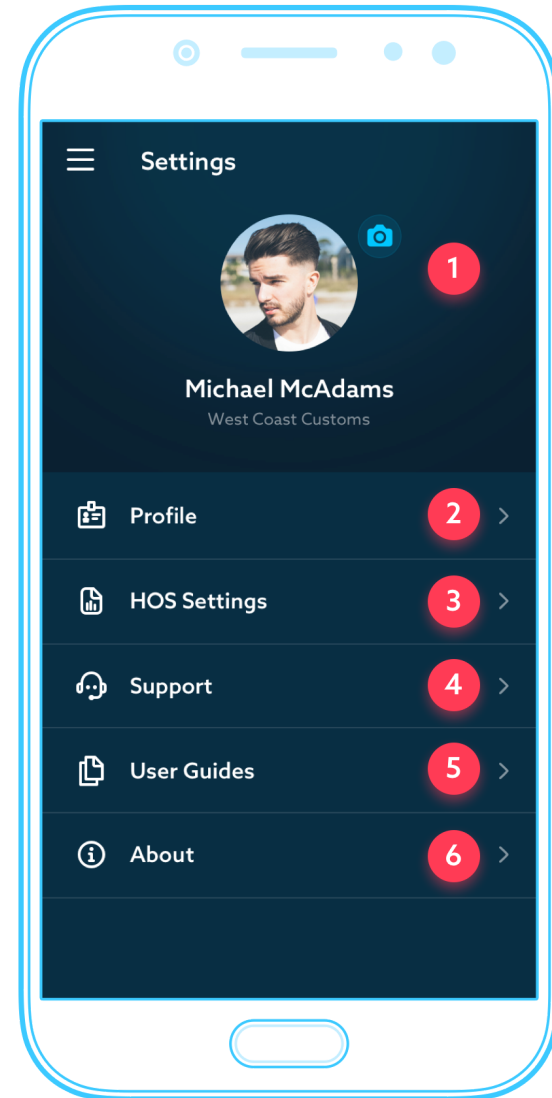 Settings
1
Michael McAdams
West Coast Customs
Profile 2
HOS Settings 3
Support 4
User Guides 5
About 6